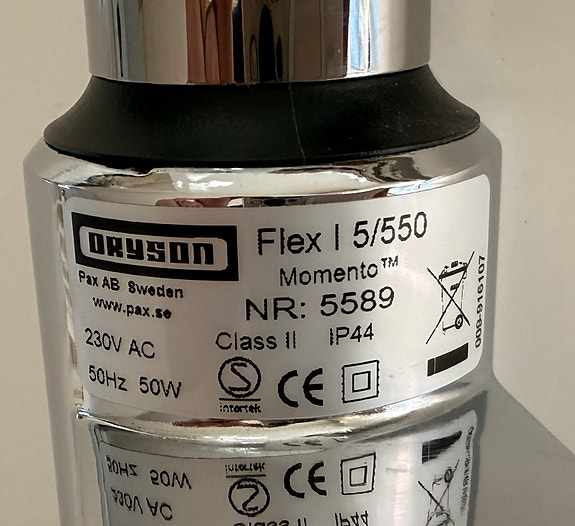 DRYSON
Flex I 5/550
Momento™
Pax AB Sweden
www.pax.se
NR: 5589
230V AC
Class II IP44
50Hz 50W
S
Intertek
CE
009-916107